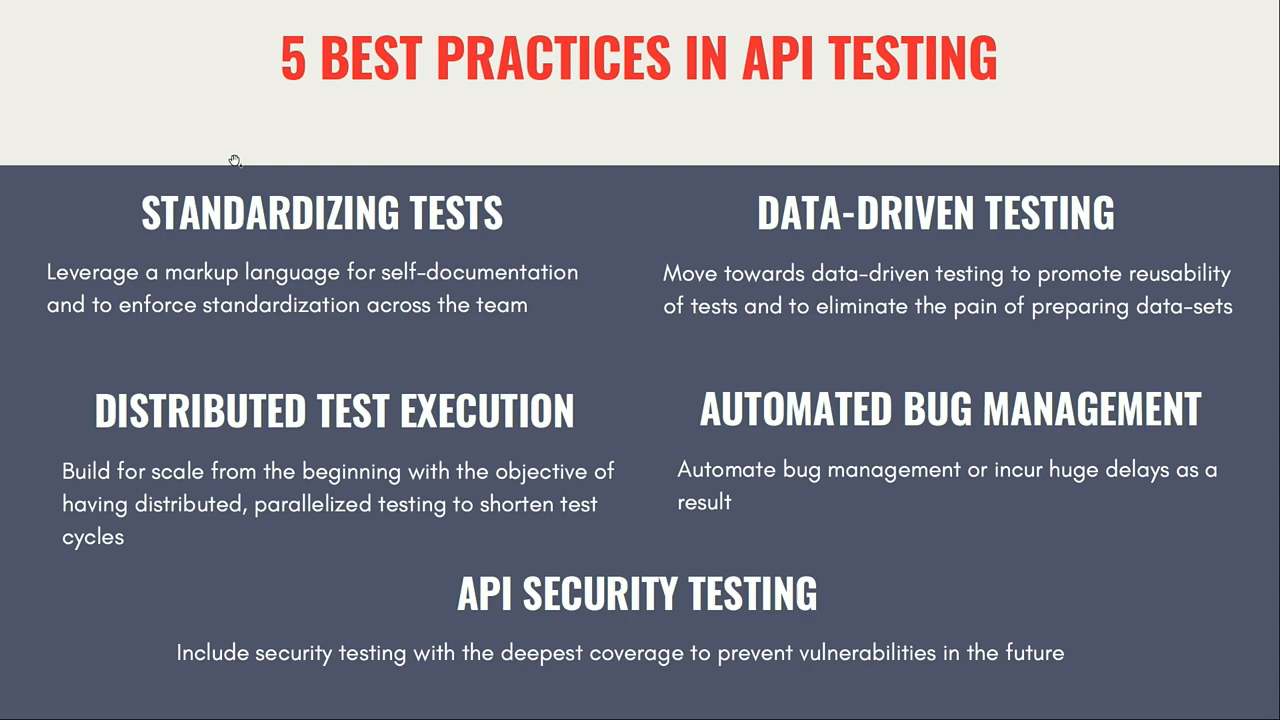 5 BEST PRACTICES IN API TESTING
STANDARDIZING TESTS
Leverage a markup language for self-documentation
and to enforce standardization across the team
DATA-DRIVEN TESTING
Move towards data-driven testing to promote reusability
of tests and to eliminate the pain of preparing data-sets
DISTRIBUTED TEST EXECUTION
Build for scale from the beginning with the objective of
having distributed, parallelized testing to shorten test
cycles
AUTOMATED BUG MANAGEMENT
Automate bug management or incur huge delays as a
result
API SECURITY TESTING
Include security testing with the deepest coverage to prevent vulnerabilities in the future